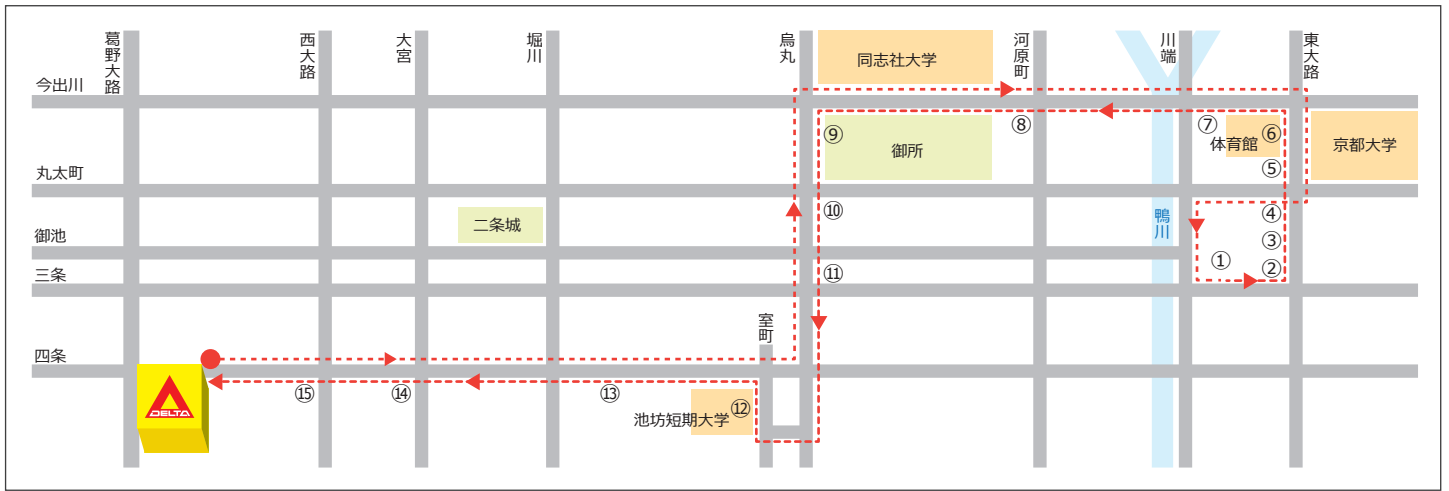 葛野大路
西大路
大宮
堀川
烏丸
同志社大学
河原町
川端
東大路
今出川
⑨
⑧
⑦
⑥
体育館
京都大学
御所
丸太町
⑤
二条城
⑩
鴨川
④
御池
③
三条
⑪
①
②
室町
四条
⑮
⑭
⑬
⑫
池坊短期大学
DELTA